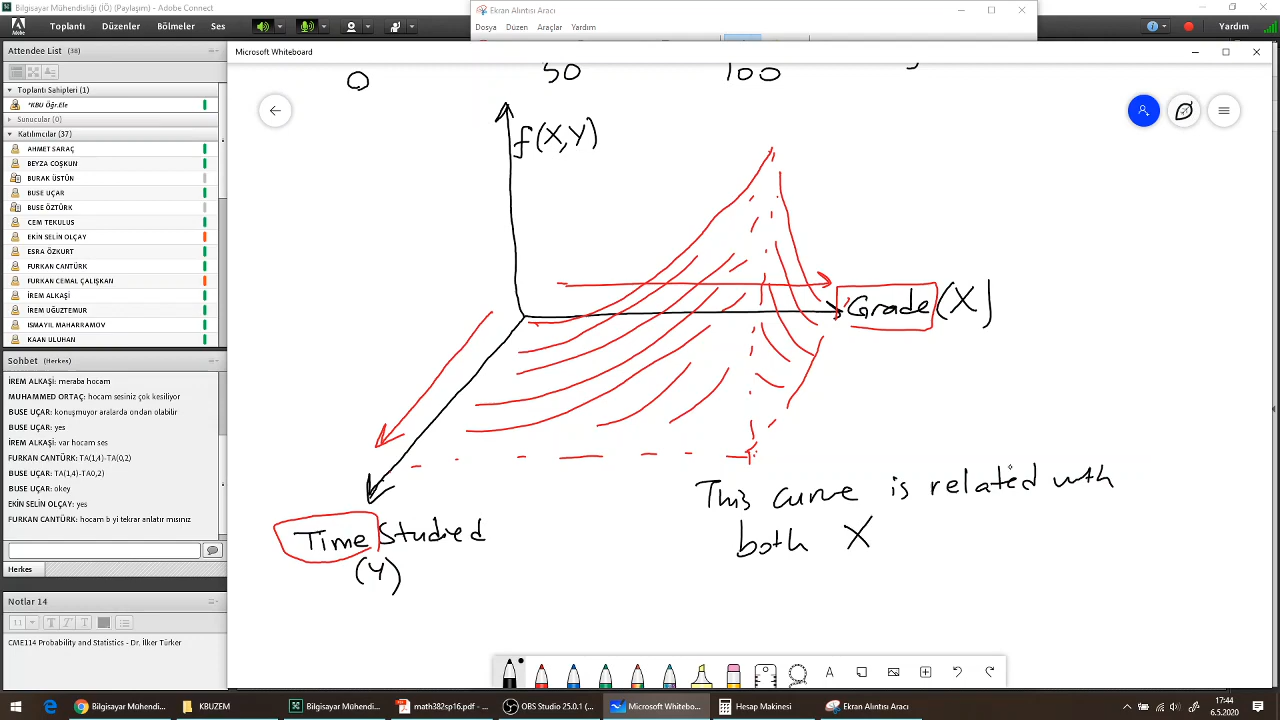 Bilgisayar Mühendisliği (İÖ) (Paylaşım) - Adobe Connect
Adobe
Toplantı
Düzenler
Bölmeler
Ses
Yardım
Ekran Alıntısı Aracı
Dosya
Düzen
Araçlar
Yardım
Attendee List (38)
Toplantı Sahipleri (1)
*KBU Öğr.Ele
Sunucular (0)
Katılımcılar (37)
AHMET SARAÇ
BEYZA COŞKUN
BURAK ÜSTÜN
BUSE UÇAR
BUSE ÖZTÜRK
CEM TEKULUS
EKİN SELİN OLÇAY
ESRA ÖZKURT
FURKAN CANTÜRK
FURKAN CEMAL ÇALIŞKAN
İREM ALKAŞİ
İREM UĞUZTEMUR
ISMAYIL MAHARRAMOV
KAAN ULUHAN
Sohbet (Herkes)
İREM ALKAŞİ: meraba hocam
MUHAMMED ORTAÇ: hocam sesiniz çok kesiliyor
BUSE UÇAR: konuşmuyor aralarda ondan olabilir
BUSE UÇAR: yes
İREM ALKAŞİ: var hocam ses
FURKAN CANTÜRK: TA(1,4)-TA(0,2)
BUSE UÇAR: TA(1,4)-TA0,2)
BUSE UÇAR: okey
EKİN SELİN OLÇAY: yes
FURKAN CANTÜRK: hocam b yi tekrar anlatır mısınız
Herkes
Notlar 14
11
T
T
T
CME114 Probability and Statistics - Dr. İlker Türker
Microsoft Whiteboard
0
50
100
f(X,Y)
Grade (X)
Time Studied
(Y)
This curve is related with
both X
A
Bilgisayar Mühendi...
KBUZEM
Bilgisayar Mühendi...
math382sp16.pdf - ...
OBS Studio 25.0.1 (...
Microsoft Whitebo...
Hesap Makinesi
Ekran Alıntısı Aracı
17:44
6.5.2020